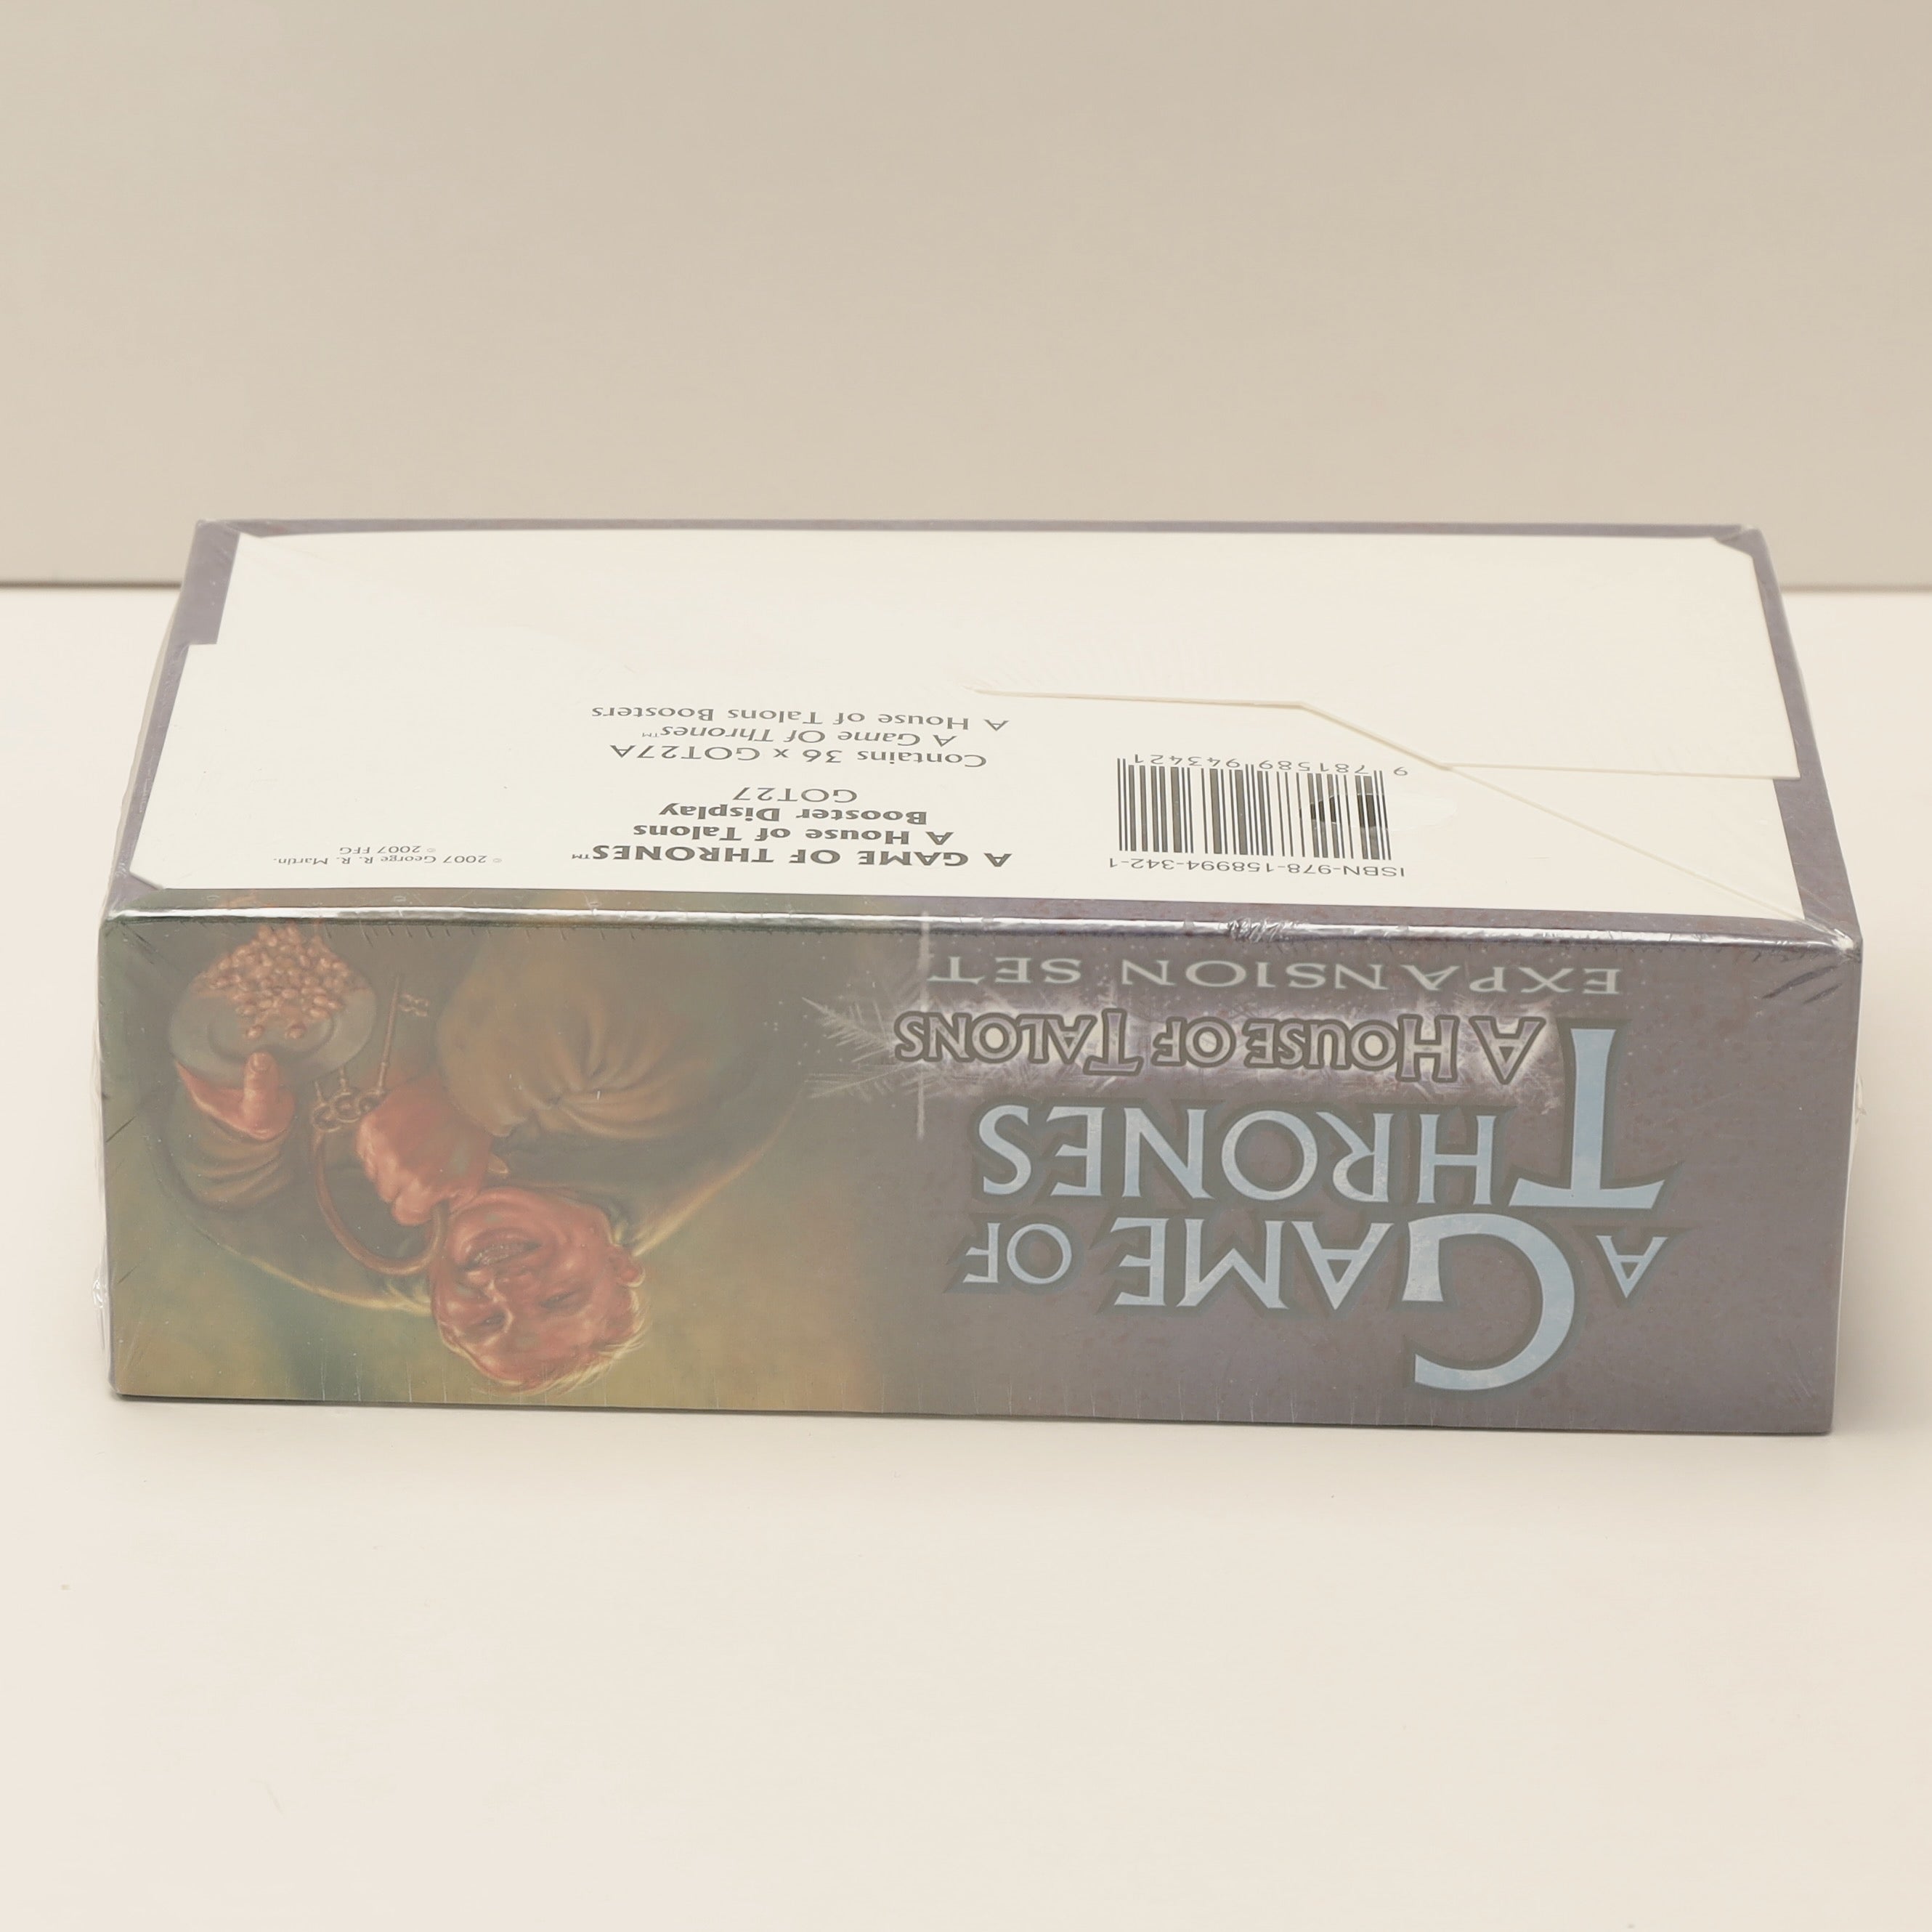 A GAME OF
THRONES
A HOUSE OF TALONS
EXPANSION SET
ISBN-978-158994-342-1
9 781589 943421
A GAME OF THRONES™
A House of Talons
Booster Display
GOT27
Contains 36 x GOT27A
A Game Of Thrones™
A House of Talons Boosters
© 2007 George R. R. Martin.
© 2007 FFG